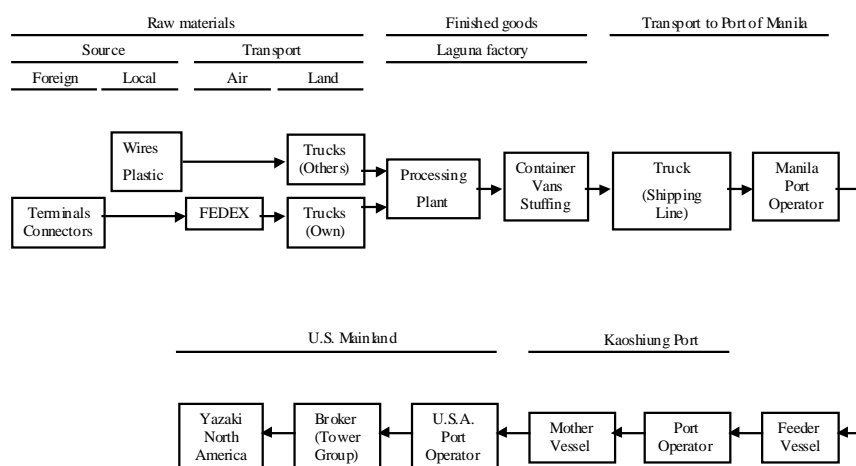 Raw materials
Finished goods
Transport to Port of Manila
Source
Transport
Laguna factory
Foreign
Local
Air
Land
Wires
Plastic
Trucks
(Others)
Terminals
Connectors
FEDEX
Trucks
(Own)
Processing
Plant
Container
Vans
Stuffing
Truck
(Shipping
Line)
Manila
Port
Operator
U.S. Mainland
Kaoshiung Port
Yazaki
North
America
Broker
(Tower
Group)
U.S.A.
Port
Operator
Mother
Vessel
Port
Operator
Feeder
Vessel